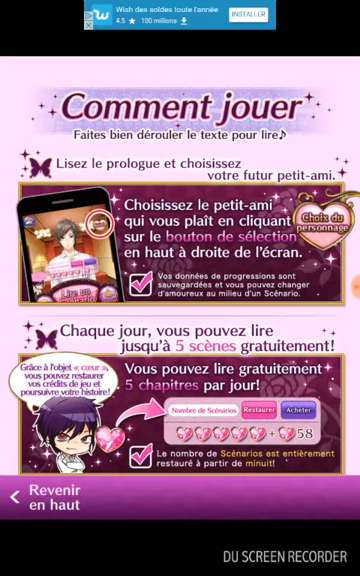 Wish des soldes toute l'année
4.5 ★ 100 millions
INSTALLER
Comment jouer
Faites bien dérouler le texte pour lire♪
Lisez le prologue et choisissez
votre futur petit-ami.
Choisissez le petit-ami
qui vous plaît en cliquant
sur le bouton de sélection
en haut à droite de l'écran.
Choix du
personnage
Lire un
Vos données de progressions sont
sauvegardées et vous pouvez changer
d'amoureux au milieu d'un Scénario.
Chaque jour, vous pouvez lire
jusqu'à 5 scènes gratuitement!
Grâce à l'objet « cœur »,
vous pouvez restaurer
vos crédits de jeu et
poursuivre votre histoire!
Vous pouvez lire gratuitement
5 chapitres par jour!
Nombre de Scénarios
Restaurer
Acheter
+ 58
Le nombre de Scénarios est entièrement
restauré à partir de minuit!
Revenir
en haut
DU SCREEN RECORDER